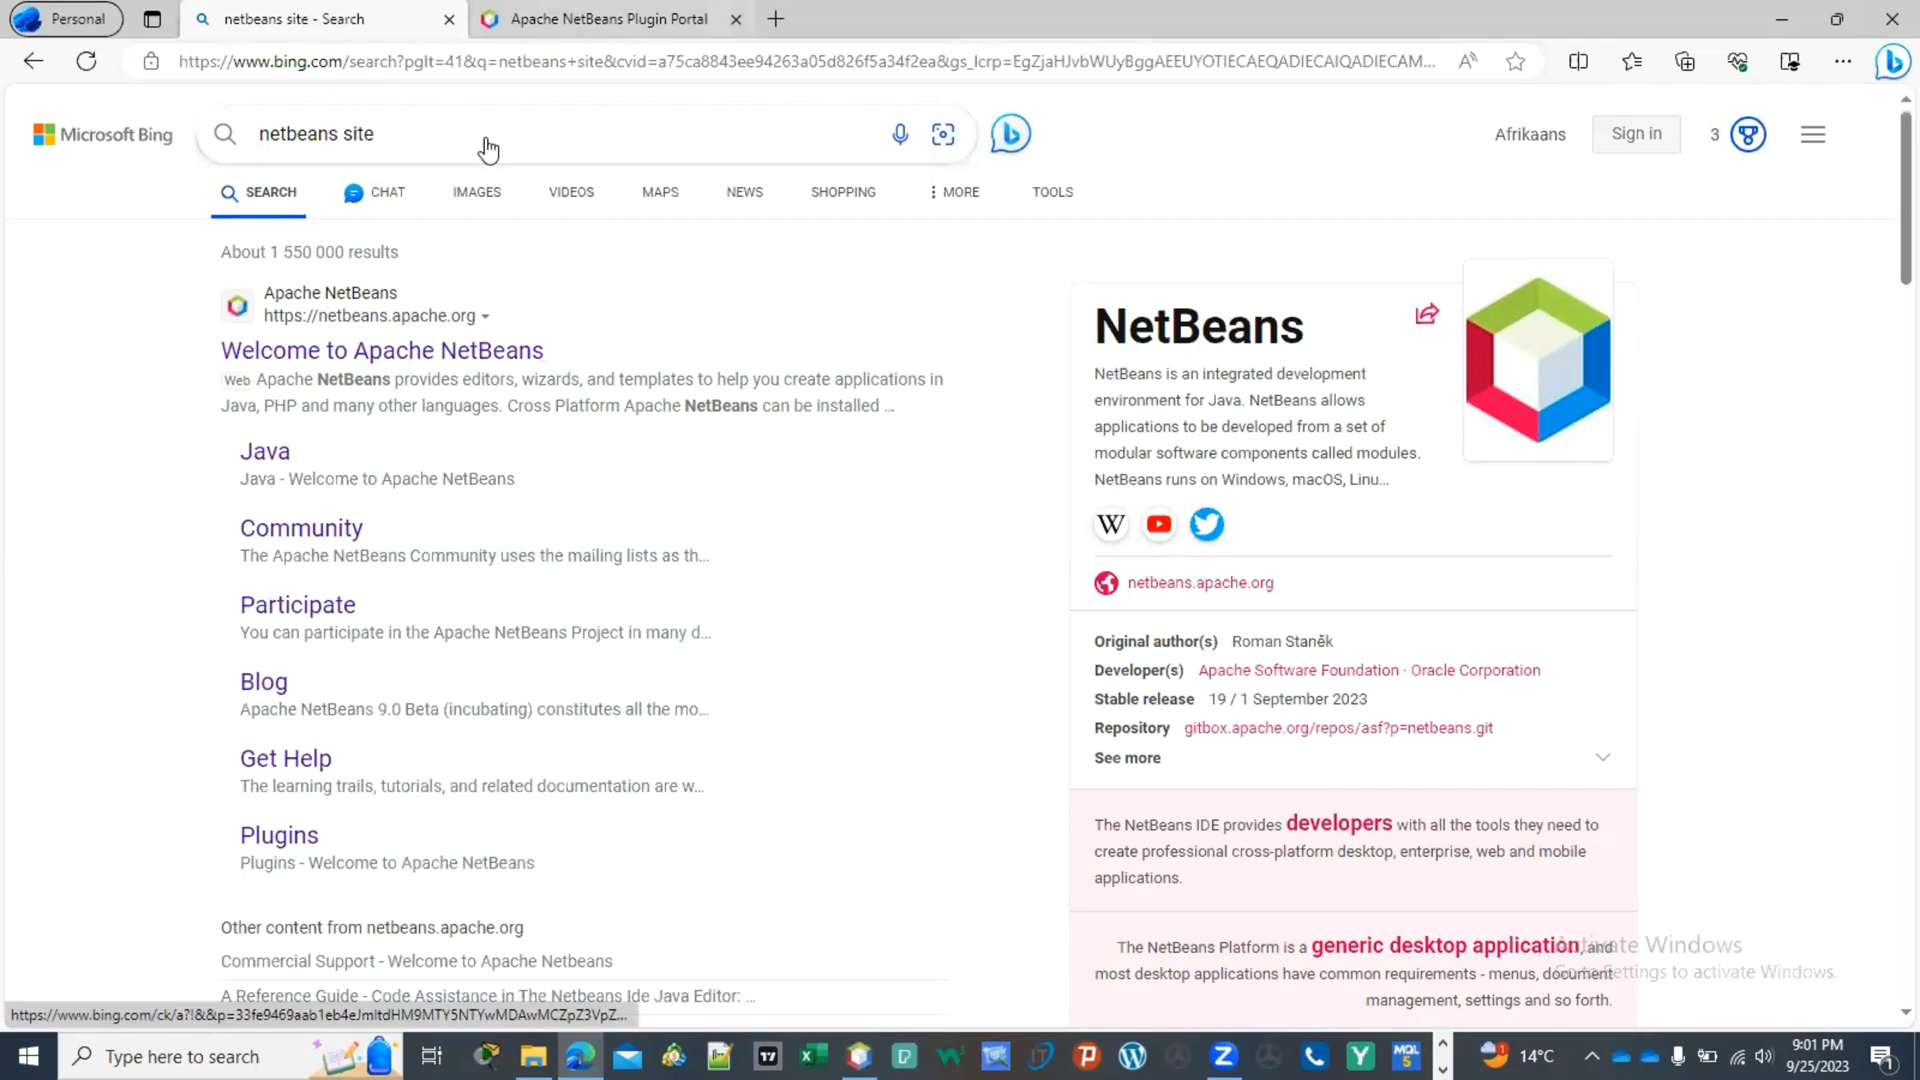 Personal
netbeans site - Search
Apache NetBeans Plugin Portal
https://www.bing.com/search?pglt=41&q=netbeans+site&cvid=a75ca8843ee94263a05d826f5a34f2ea&gs_lcrp=EgZjaHJvbWUyBggAEEUYOTIECAEQADIECAIQADIECAM...
Microsoft Bing
netbeans site
Afrikaans
Sign in
3
SEARCH
CHAT
IMAGES
VIDEOS
MAPS
NEWS
SHOPPING
MORE
TOOLS
About 1 550 000 results
Apache NetBeans
https://netbeans.apache.org
Welcome to Apache NetBeans
Web Apache NetBeans provides editors, wizards, and templates to help you create applications in
Java, PHP and many other languages. Cross Platform Apache NetBeans can be installed ...
Java
Java - Welcome to Apache NetBeans
Community
The Apache NetBeans Community uses the mailing lists as th...
Participate
You can participate in the Apache NetBeans Project in many d...
Blog
Apache NetBeans 9.0 Beta (incubating) constitutes all the mo...
Get Help
The learning trails, tutorials, and related documentation are w...
Plugins
Plugins - Welcome to Apache NetBeans
Other content from netbeans.apache.org
Commercial Support - Welcome to Apache Netbeans
A Reference Guide - Code Assistance in The Netbeans Ide Java Editor: ...
https://www.bing.com/ck/a?!&&p=33fe9469aab1eb4eJmltdHM9MTY5NTYwMDAwMCZpZ3VpZ...
NetBeans
NetBeans is an integrated development
environment for Java. NetBeans allows
applications to be developed from a set of
modular software components called modules.
NetBeans runs on Windows, macOS, Linu...
W
netbeans.apache.org
Original author(s) Roman Staněk
Developer(s) Apache Software Foundation · Oracle Corporation
Stable release 19 / 1 September 2023
Repository gitbox.apache.org/repos/asf?p=netbeans.git
See more
The NetBeans IDE provides developers with all the tools they need to
create professional cross-platform desktop, enterprise, web and mobile
applications.
The NetBeans Platform is a generic desktop application, and
most desktop applications have common requirements - menus, document
management, settings and so forth.
Activate Windows
Go to Settings to activate Windows.
Type here to search
14°C
9:01 PM
9/25/2023
1